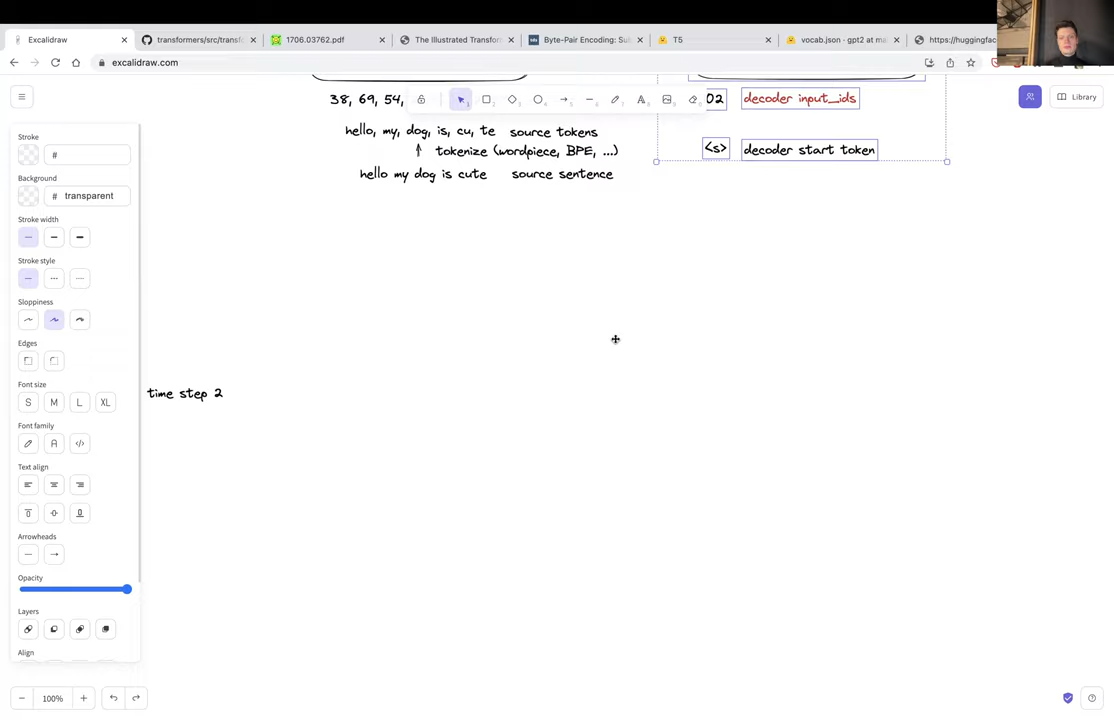 Excalidraw
transformers/src/transfo
1706.03762.pdf
The Illustrated Transfor
Byte-Pair Encoding: Sub
T5
vocab.json · gpt2 at mai
https://huggingfac
excalidraw.com
Library
38, 69, 54,
02
decoder input_ids
hello, my, dog, is, cu, te source tokens
↑ tokenize (wordpiece, BPE, ...)
<s> decoder start token
hello my dog is cute source sentence
Stroke
#
Background
# transparent
Stroke width
Stroke style
Sloppiness
Edges
Font size
S M L XL
time step 2
Font family
A </>
Text align
Arrowheads
Opacity
Layers
Align
− 100% +